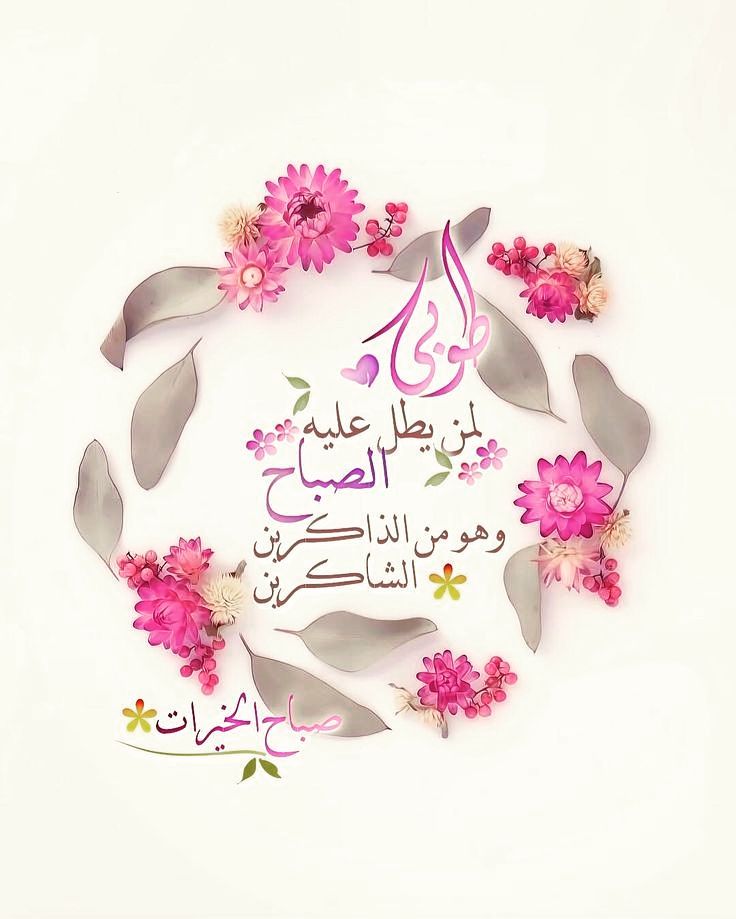 طوبى
لمن يطل عليه
الصباح
وهو من الذاكرين
الشاكرين
صباح الخيرات